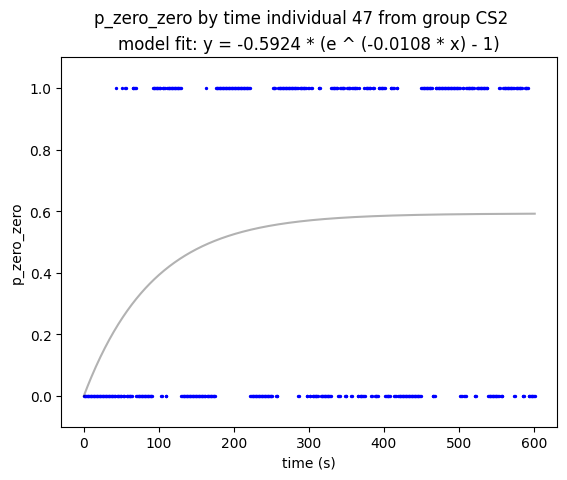 p_zero_zero by time individual 47 from group CS2
model fit: y = -0.5924 * (e ^ (-0.0108 * x) - 1)
1.0
0.8
0.6
0.4
0.2
0.0
p_zero_zero
0 100 200 300 400 500 600
time (s)